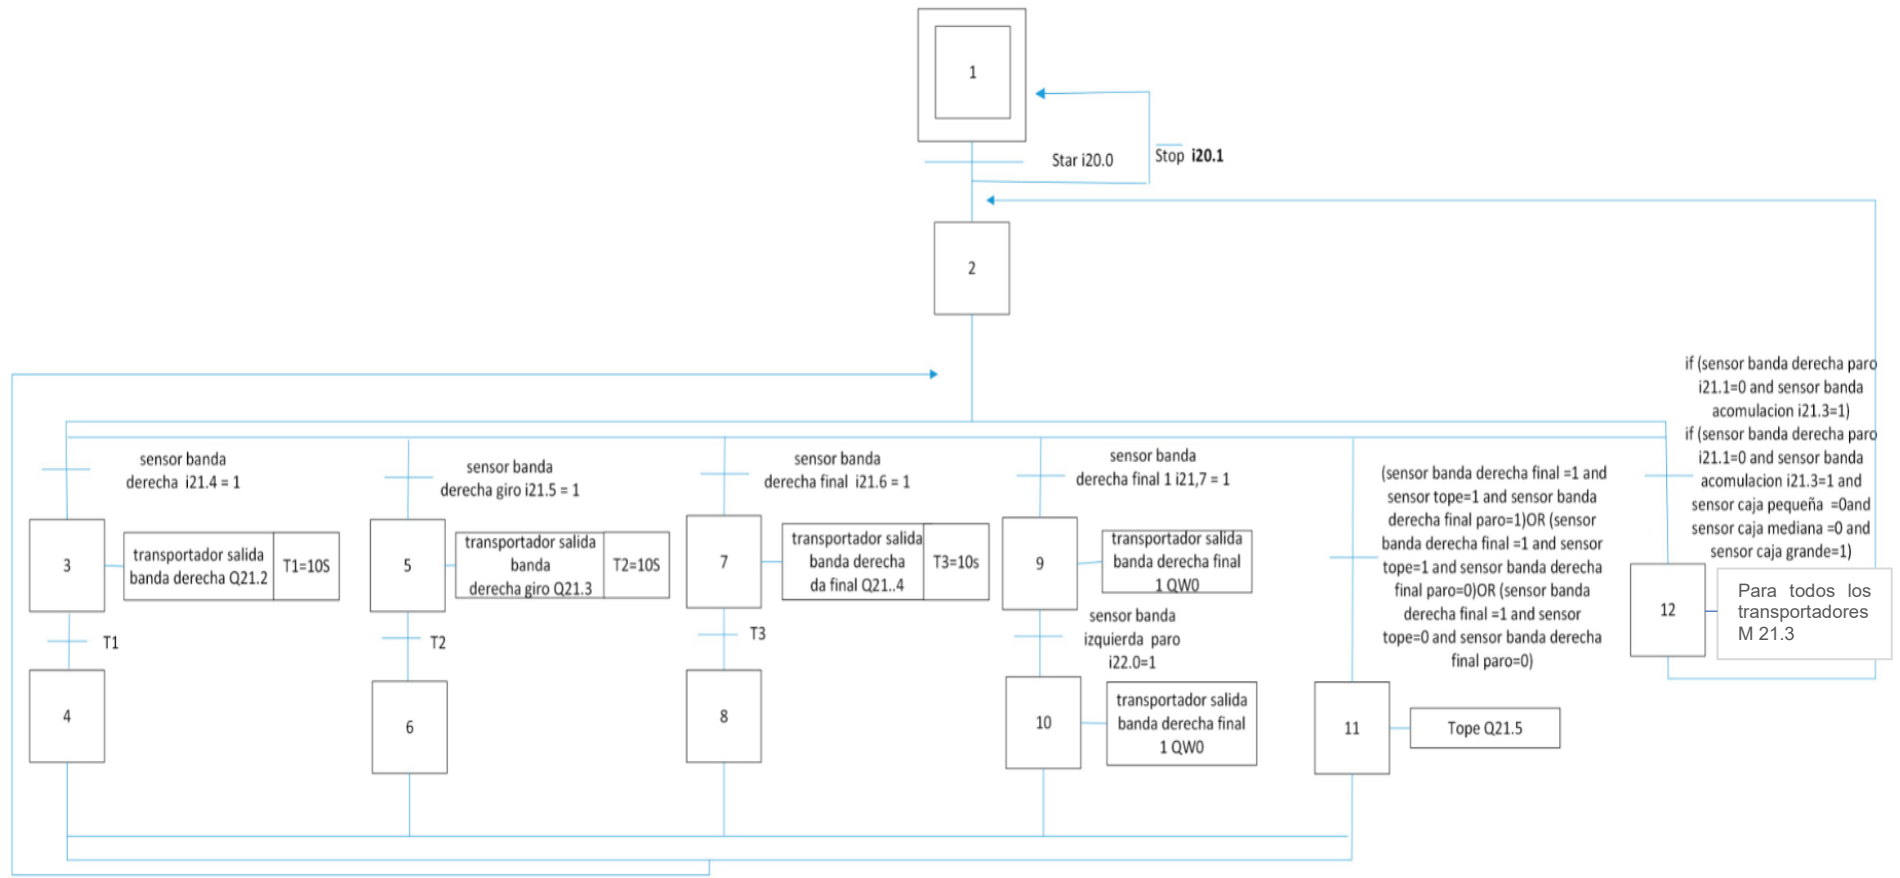 1
Star i20.0
Stop i20.1
2
if (sensor banda derecha paro
i21.1=0 and sensor banda
acomulacion i21.3=1)
if (sensor banda derecha paro
i21.1=0 and sensor banda
acomulacion i21.3=1 and
sensor caja pequeña =0and
sensor caja mediana =0 and
sensor caja grande=1)
sensor banda
derecha i21.4 = 1
sensor banda
derecha giro i21.5 = 1
sensor banda
derecha final i21.6 = 1
sensor banda
derecha final 1 i21,7 = 1
(sensor banda derecha final =1 and
sensor tope=1 and sensor banda
derecha final paro=1)OR (sensor
banda derecha final =1 and sensor
tope=1 and sensor banda derecha
final paro=0)OR (sensor banda
derecha final =1 and sensor
tope=0 and sensor banda derecha
final paro=0)
3
transportador salida
banda derecha Q21.2
T1=10S
5
transportador salida
banda
derecha giro Q21.3
T2=10S
7
transportador salida
banda derecha
da final Q21..4
T3=10s
9
transportador salida
banda derecha final
1 QW0
12
Para todos los
transportadores
M 21.3
T1
T2
T3
sensor banda
izquierda paro
i22.0=1
4
6
8
10
transportador salida
banda derecha final
1 QW0
11
Tope Q21.5